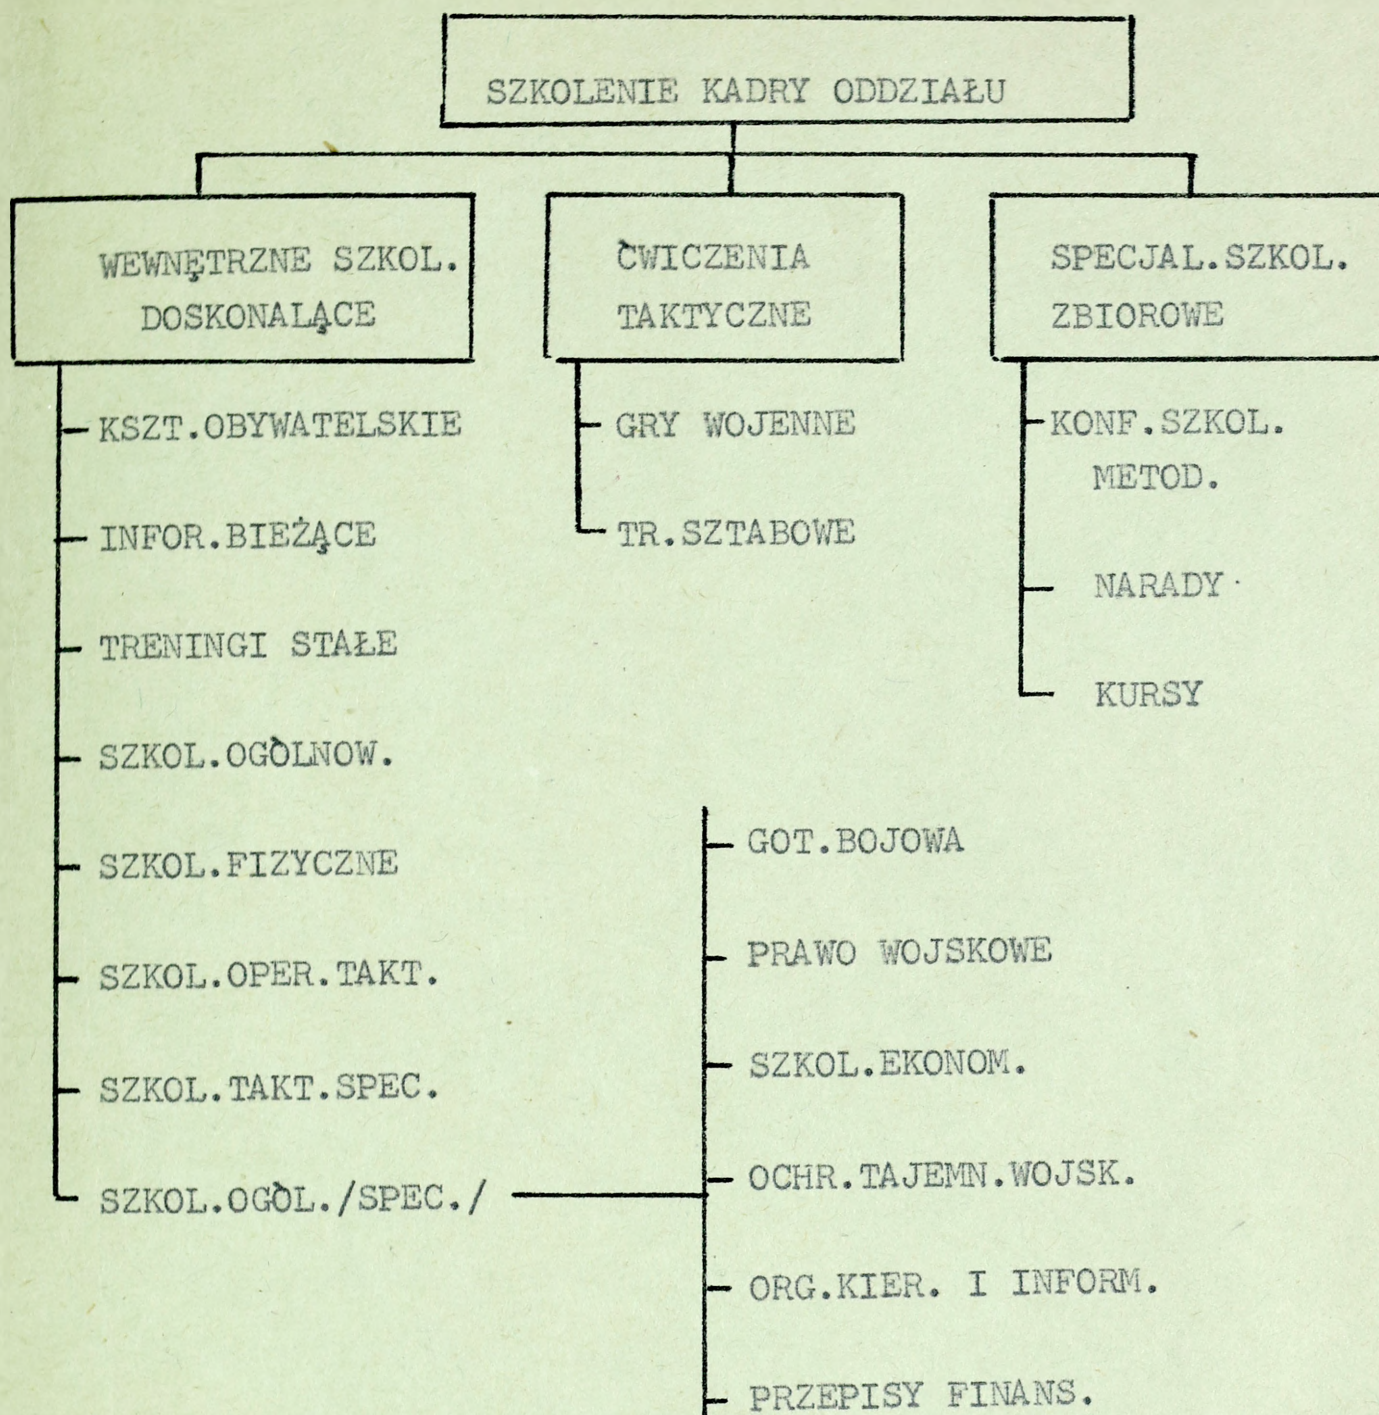 SZKOLENIE KADRY ODDZIAŁU
WEWNĘTRZNE SZKOL.
DOSKONALĄCE
ĆWICZENIA
TAKTYCZNE
SPECJAL.SZKOL.
ZBIOROWE
KSZT.OBYWATELSKIE
INFOR.BIEŻĄCE
TRENINGI STAŁE
SZKOL.OGÓLNOW.
SZKOL.FIZYCZNE
SZKOL.OPER.TAKT.
SZKOL.TAKT.SPEC.
SZKOL.OGÓL./SPEC./
GRY WOJENNE
TR.SZTABOWE
KONF.SZKOL.
METOD.
NARADY
KURSY
GOT.BOJOWA
PRAWO WOJSKOWE
SZKOL.EKONOM.
OCHR.TAJEMN.WOJSK.
ORG.KIER. I INFORM.
PRZEPISY FINANS.